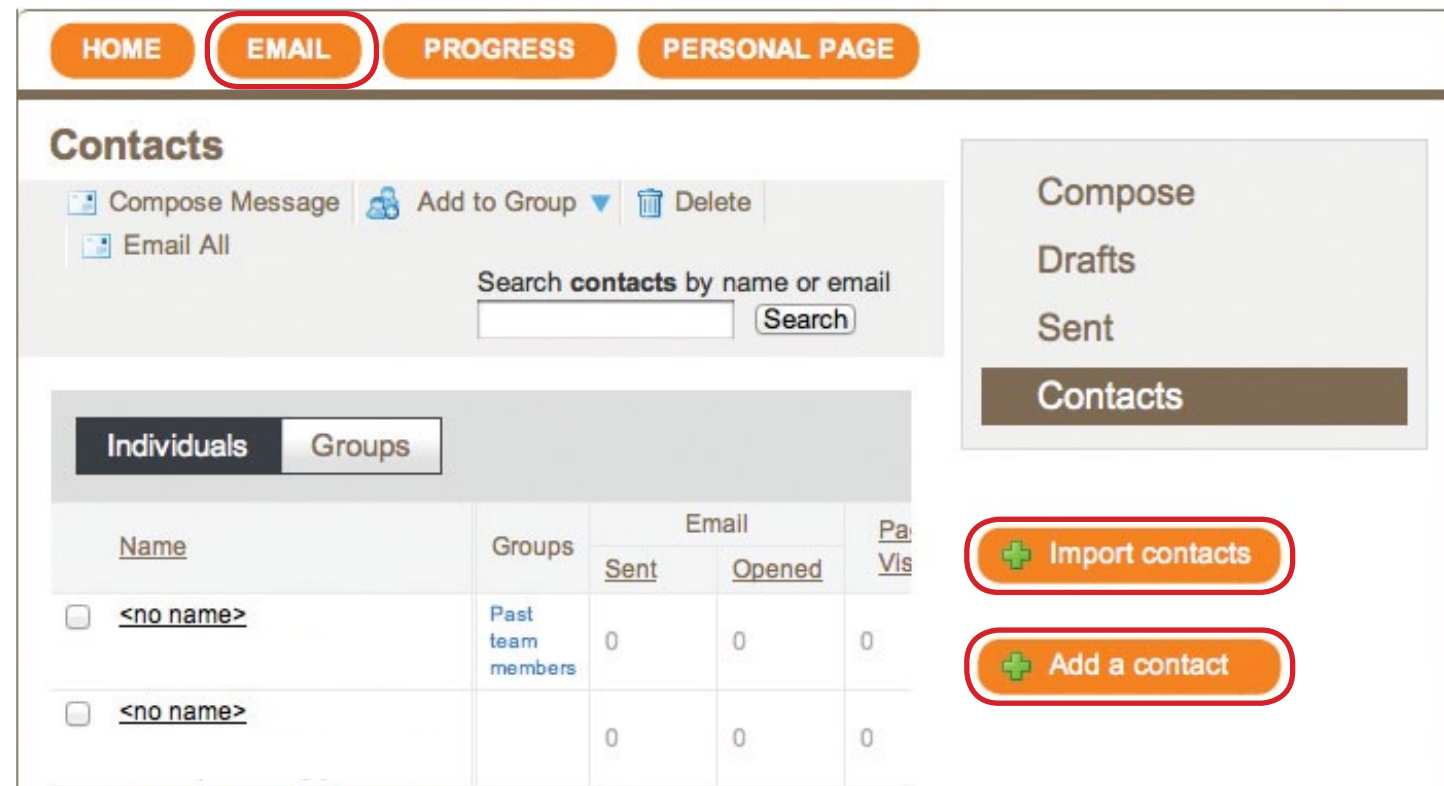 HOME EMAIL PROGRESS PERSONAL PAGE
Contacts
Compose Message Add to Group Delete
Email All
Search contacts by name or email
Search
Compose
Drafts
Sent
Contacts
Individuals Groups
Name Groups Email Sent Opened Pa
Vis
<no name> Past
team
members 0 0 0
<no name> 0 0 0
Import contacts
Add a contact